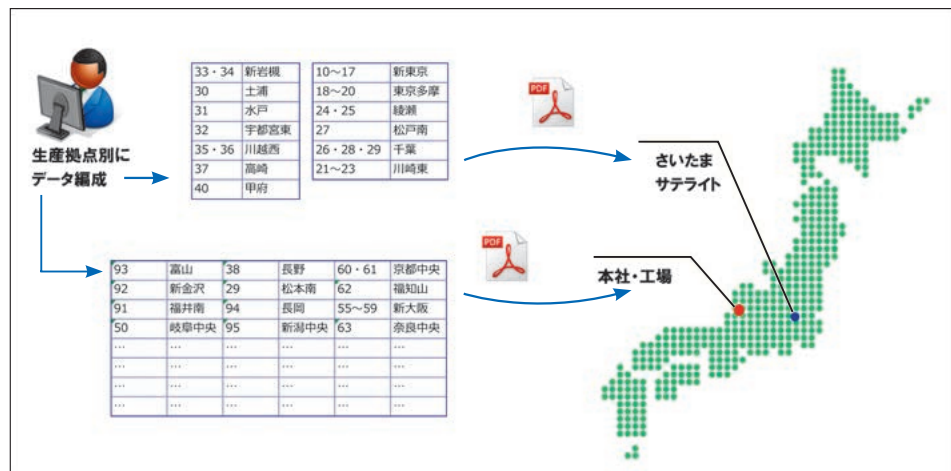 生産拠点別に
データ編成
33・34 新岩槻
30 土浦
31 水戸
32 宇都宮東
35・36 川越西
37 高崎
40 甲府
10～17 新東京
18～20 東京多摩
24・25 綾瀬
27 松戸南
26・28・29 千葉
21～23 川崎東
PDF
さいたま
サテライト
PDF
本社・工場
93 富山 38 長野 60・61 京都中央
92 新金沢 29 松本南 62 福知山
91 福井南 94 長岡 55～59 新大阪
50 岐阜中央 95 新潟中央 63 奈良中央
… … … … … …
… … … … … …
… … … … … …
… … … … … …